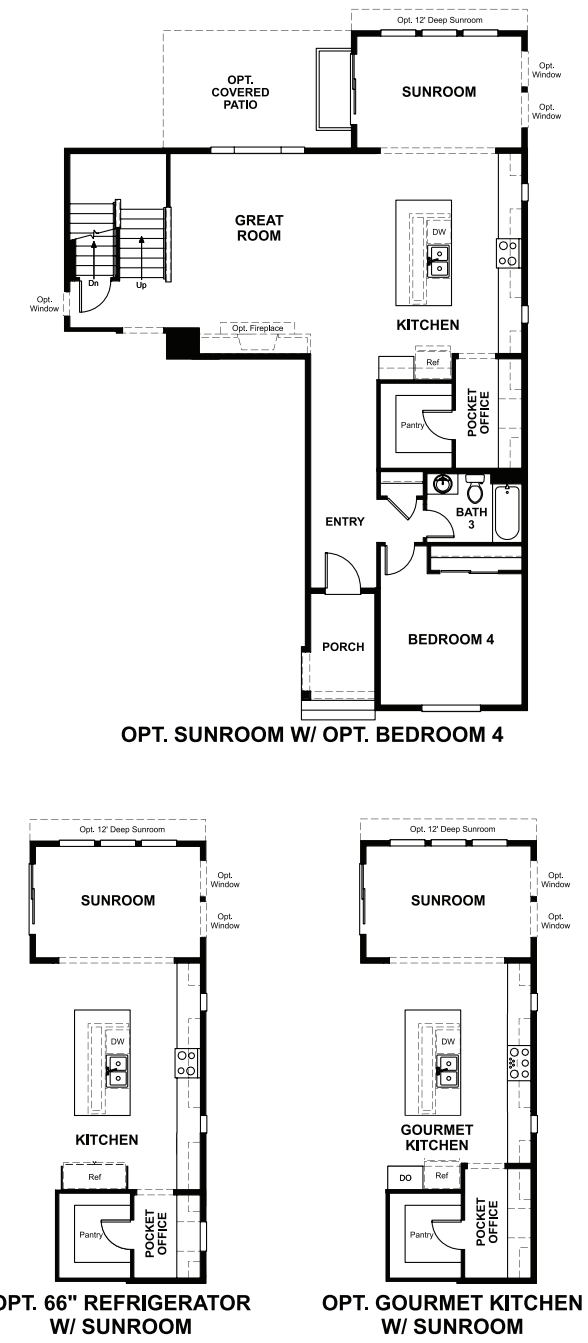 Opt. 12' Deep Sunroom
OPT.
COVERED
PATIO
SUNROOM
Opt.
Window
Opt.
Window
GREAT
ROOM
DW
Dn
Up
Opt.
Window
Opt. Fireplace
KITCHEN
Ref
Pantry
POCKET
OFFICE
ENTRY
BATH
3
PORCH
BEDROOM 4
OPT. SUNROOM W/ OPT. BEDROOM 4
Opt. 12' Deep Sunroom
SUNROOM
Opt.
Window
Opt.
Window
DW
KITCHEN
Ref
Pantry
POCKET
OFFICE
OPT. 66" REFRIGERATOR
W/ SUNROOM
Opt. 12' Deep Sunroom
SUNROOM
Opt.
Window
Opt.
Window
DW
GOURMET
KITCHEN
DO
Ref
Pantry
POCKET
OFFICE
OPT. GOURMET KITCHEN
W/ SUNROOM